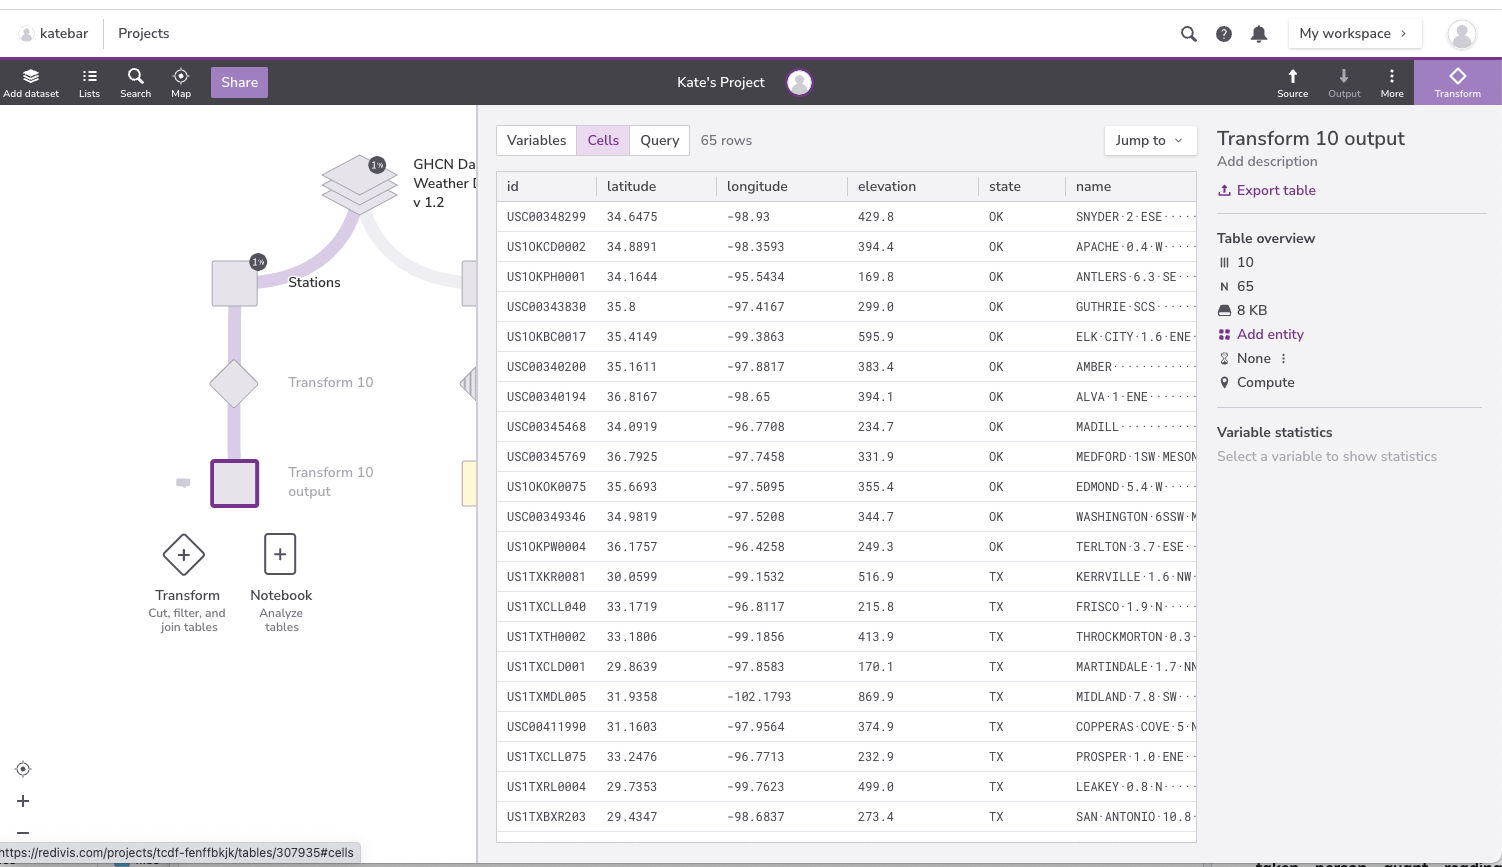 katebar
Projects
My workspace
Add dataset
Lists
Search
Map
Share
Kate's Project
Source
Output
More
Transform
GHCN Da
Weather D
v 1.2
1%
1%
Stations
Transform 10
Transform 10
output
Transform
Cut, filter, and
join tables
Notebook
Analyze
tables
https://redivis.com/projects/tcdf-fenffbkjk/tables/307935#cells
Variables Cells Query 65 rows
Jump to
id latitude longitude elevation state name
USC00348299 34.6475 -98.93 429.8 OK SNYDER·2·ESE·····
US1OKCD0002 34.8891 -98.3593 394.4 OK APACHE·0.4·W·····
US1OKPH0001 34.1644 -95.5434 169.8 OK ANTLERS·6.3·SE···
USC00343830 35.8 -97.4167 299.0 OK GUTHRIE·SCS······
US1OKBC0017 35.4149 -99.3863 595.9 OK ELK·CITY·1.6·ENE·
USC00340200 35.1611 -97.8817 383.4 OK AMBER············
USC00340194 36.8167 -98.65 394.1 OK ALVA·1·ENE·······
USC00345468 34.0919 -96.7708 234.7 OK MADILL···········
USC00345769 36.7925 -97.7458 331.9 OK MEDFORD·1SW·MESON
US1OKOK0075 35.6693 -97.5095 355.4 OK EDMOND·5.4·W·····
USC00349346 34.9819 -97.5208 344.7 OK WASHINGTON·6SSW·M
US1OKPW0004 36.1757 -96.4258 249.3 OK TERLTON·3.7·ESE··
US1TXKR0081 30.0599 -99.1532 516.9 TX KERRVILLE·1.6·NW·
US1TXCLL040 33.1719 -96.8117 215.8 TX FRISCO·1.9·N·····
US1TXTH0002 33.1806 -99.1856 413.9 TX THROCKMORTON·0.3·
US1TXCLD001 29.8639 -97.8583 170.1 TX MARTINDALE·1.7·NN
US1TXMDL005 31.9358 -102.1793 869.9 TX MIDLAND·7.8·SW···
USC00411990 31.1603 -97.9564 374.9 TX COPPERAS·COVE·5·N
US1TXCLL075 33.2476 -96.7713 232.9 TX PROSPER·1.0·ENE··
US1TXRL0004 29.7353 -99.7623 499.0 TX LEAKEY·0.8·N·····
US1TXBXR203 29.4347 -98.6837 273.4 TX SAN·ANTONIO·10.8·
Transform 10 output
Add description
Export table
Table overview
10
N 65
8 KB
Add entity
None
Compute
Variable statistics
Select a variable to show statistics